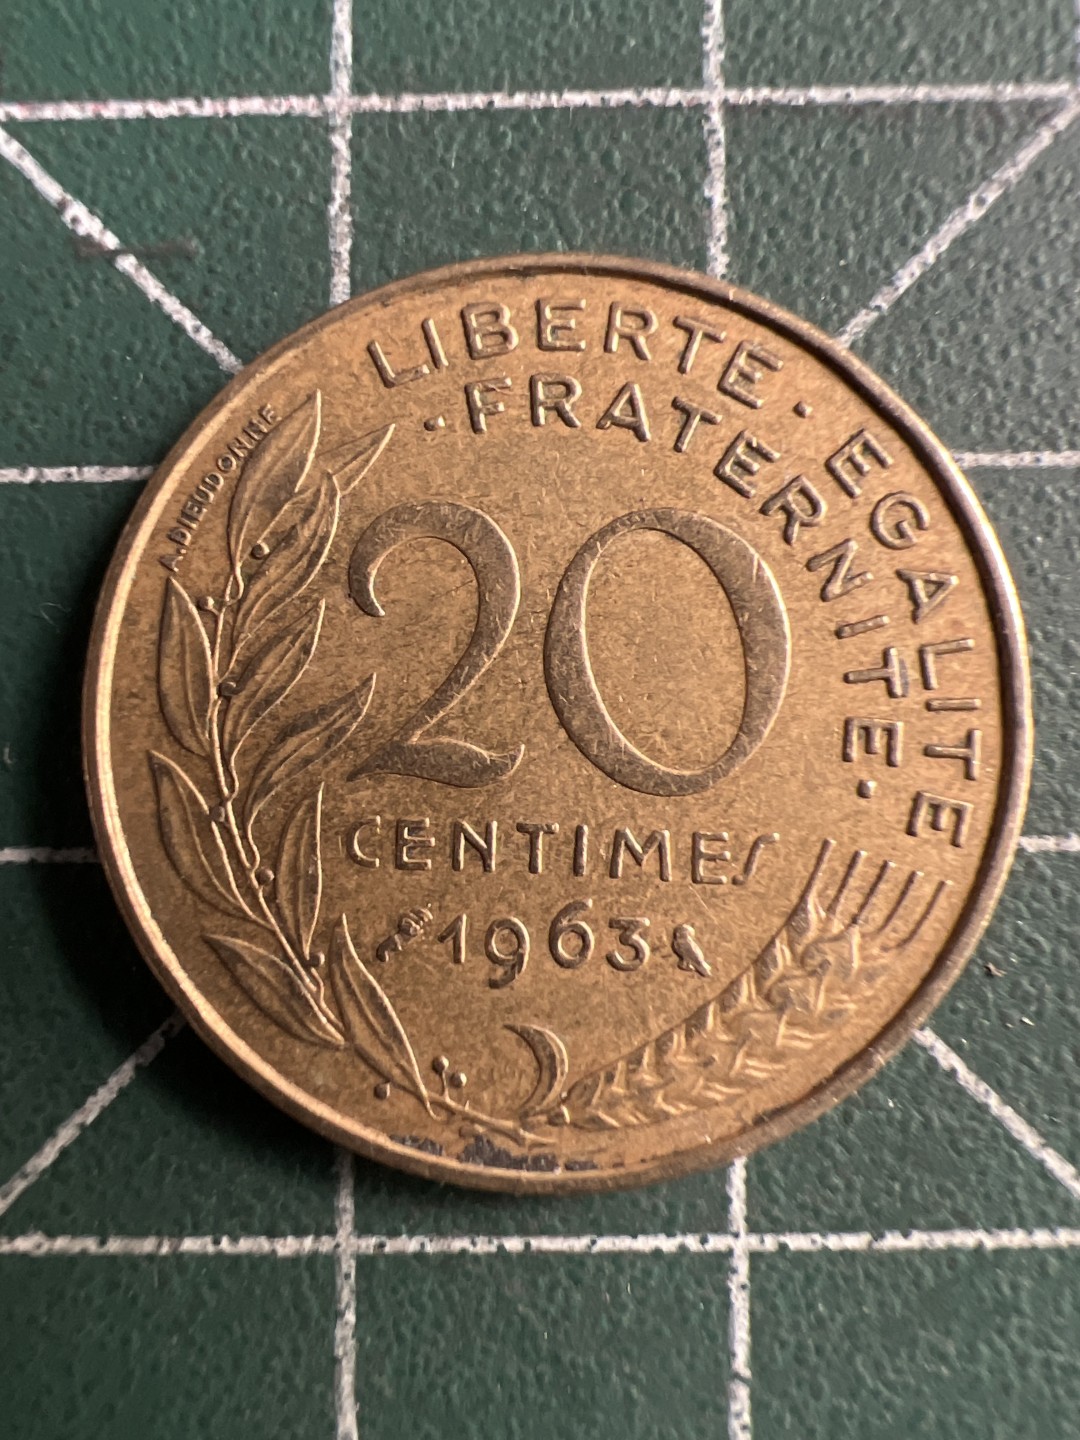 LIBERTE · EGALITE
· FRATERNITE ·
A.DIEUDONNE
20
CENTIMES
1963